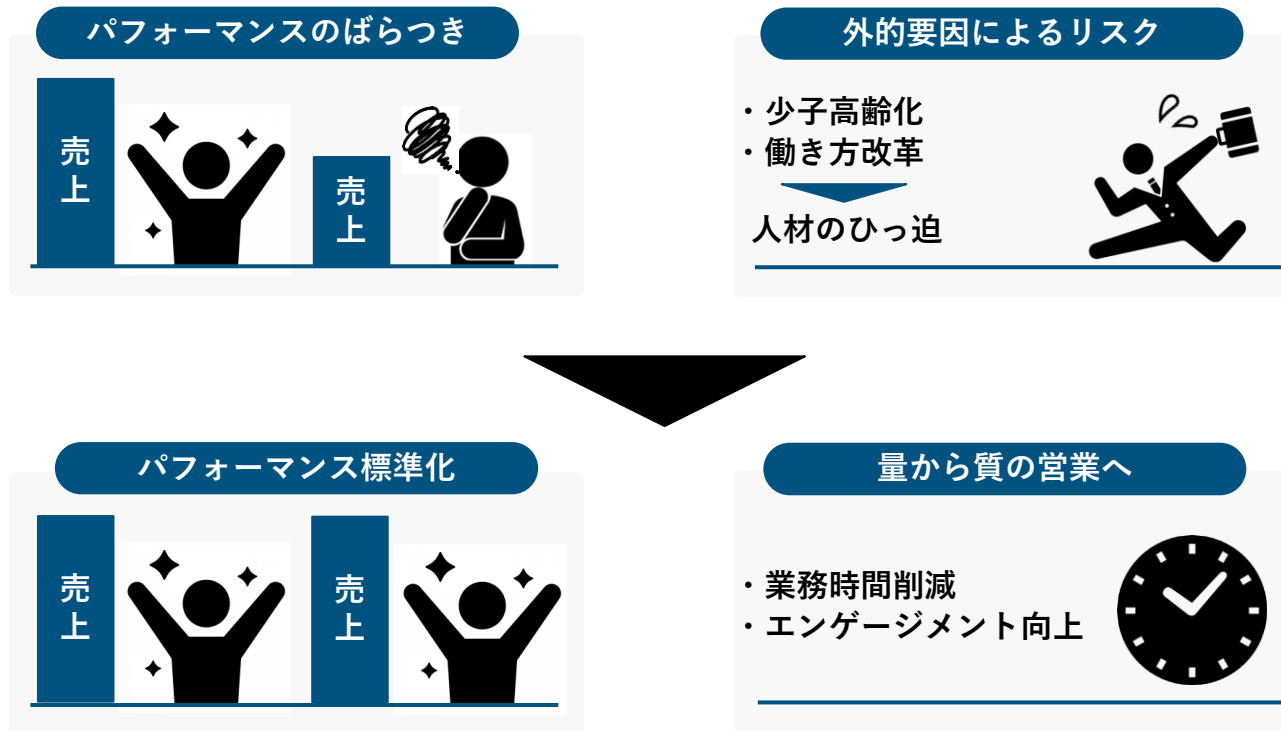 パフォーマンスのばらつき
売上
売上
外的要因によるリスク
・少子高齢化
・働き方改革
人材のひっ迫
パフォーマンス標準化
売上
売上
量から質の営業へ
・業務時間削減
・エンゲージメント向上